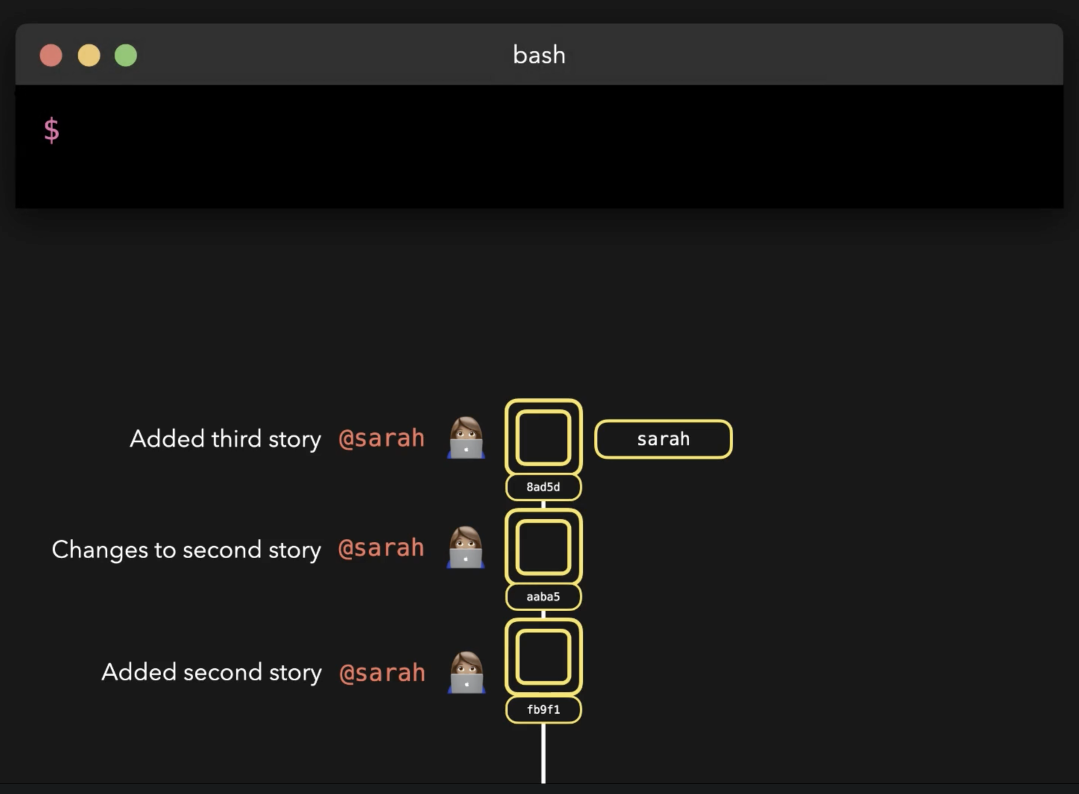 bash
$
Added third story @sarah sarah
8ad5d
Changes to second story @sarah
aaba5
Added second story @sarah
fb9f1